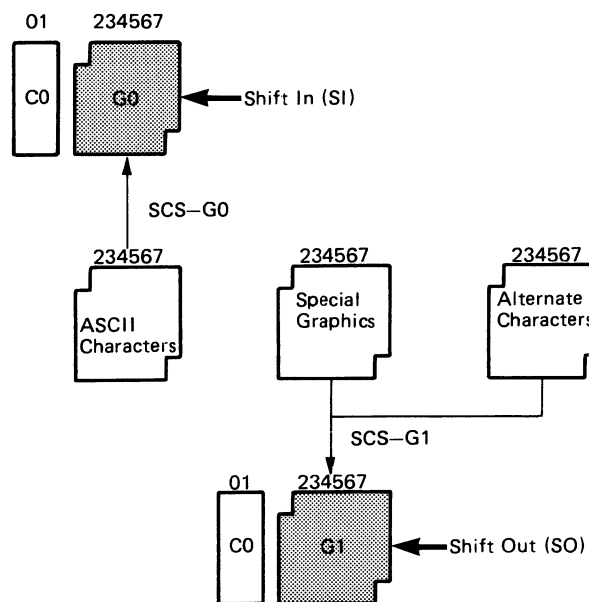 01 234567
C0 G0 Shift In (SI)
SCS–G0
234567 234567 234567
ASCII Characters
Special Graphics
Alternate Characters
SCS–G1
01 234567
C0 G1 Shift Out (SO)